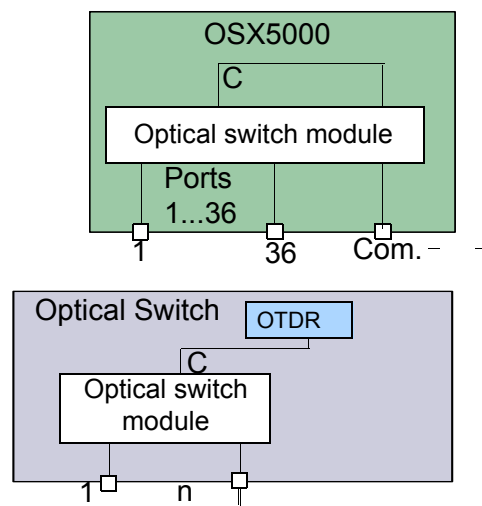 OSX5000
C
Optical switch module
Ports
1...36
1
36
Com.
Optical Switch
OTDR
C
Optical switch
module
1
n